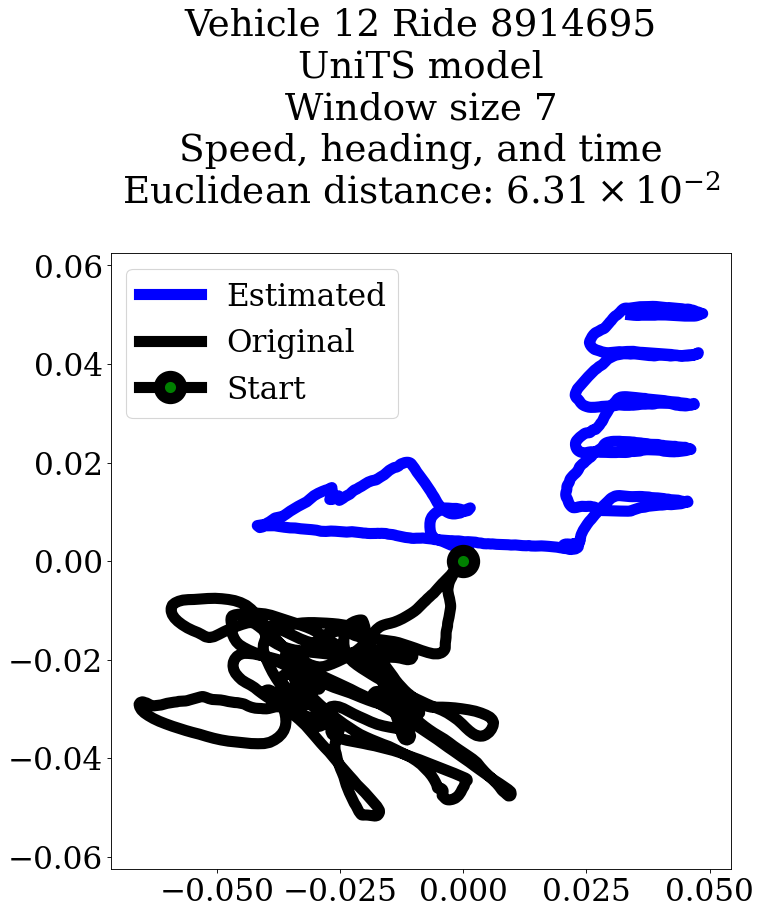 Vehicle 12 Ride 8914695
UniTS model
Window size 7
Speed, heading, and time
Euclidean distance: 6.31 × 10⁻²
Estimated
Original
Start
0.06
0.04
0.02
0.00
−0.02
−0.04
−0.06
−0.050 −0.025 0.000 0.025 0.050